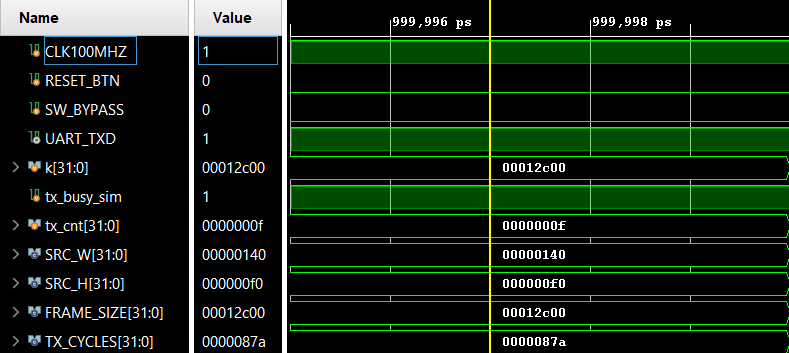 Name Value
999,996 ps 999,998 ps
CLK100MHZ 1
RESET_BTN 0
SW_BYPASS 0
UART_TXD 1
k[31:0] 00012c00 00012c00
tx_busy_sim 1
tx_cnt[31:0] 0000000f 0000000f
SRC_W[31:0] 00000140 00000140
SRC_H[31:0] 000000f0 000000f0
FRAME_SIZE[31:0] 00012c00 00012c00
TX_CYCLES[31:0] 0000087a 0000087a